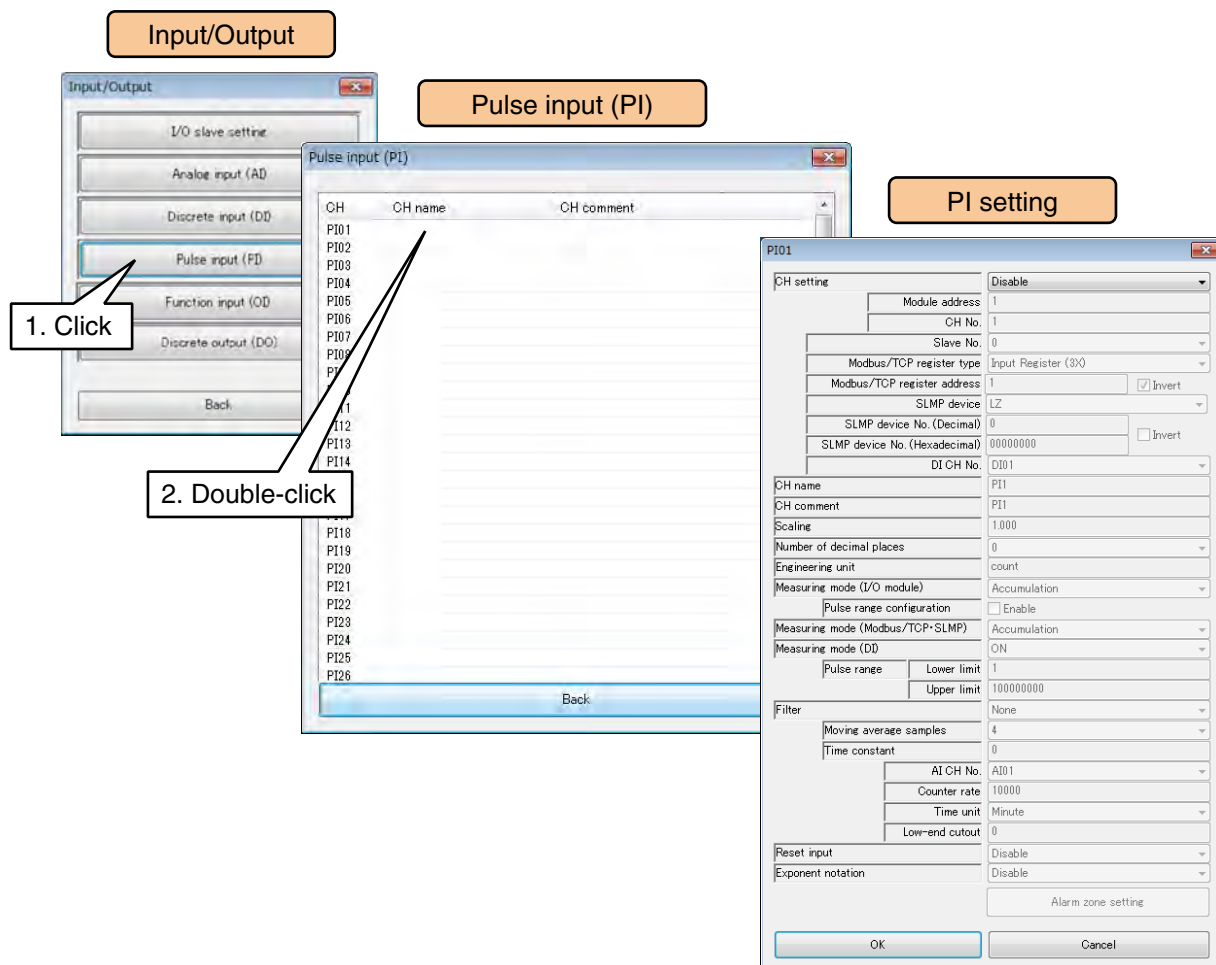 Input/Output
Input/Output
I/O slave setting
Analog input (AI)
Discrete input (DI)
Pulse input (PI)
Function input (OI)
Discrete output (DO)
Back
1. Click
Pulse input (PI)
Pulse input (PI)
CH CH name CH comment
PI01
PI02
PI03
PI04
PI05
PI06
PI07
PI08
PI12
PI13
PI14
PI18
PI19
PI20
PI21
PI22
PI23
PI24
PI25
PI26
Back
2. Double-click
PI setting
PI01
CH setting Disable
Module address 1
CH No. 1
Slave No. 0
Modbus/TCP register type Input Register (3X)
Modbus/TCP register address 1 Invert
SLMP device LZ
SLMP device No. (Decimal) 0
Invert
SLMP device No. (Hexadecimal) 00000000
DI CH No. DI01
CH name PI1
CH comment PI1
Scaling 1.000
Number of decimal places 0
Engineering unit count
Measuring mode (I/O module) Accumulation
Pulse range configuration Enable
Measuring mode (Modbus/TCP・SLMP) Accumulation
Measuring mode (DI) ON
Pulse range Lower limit 1
Upper limit 100000000
Filter None
Moving average samples 4
Time constant 0
AI CH No. AI01
Counter rate 10000
Time unit Minute
Low-end cutout 0
Reset input Disable
Exponent notation Disable
Alarm zone setting
OK Cancel